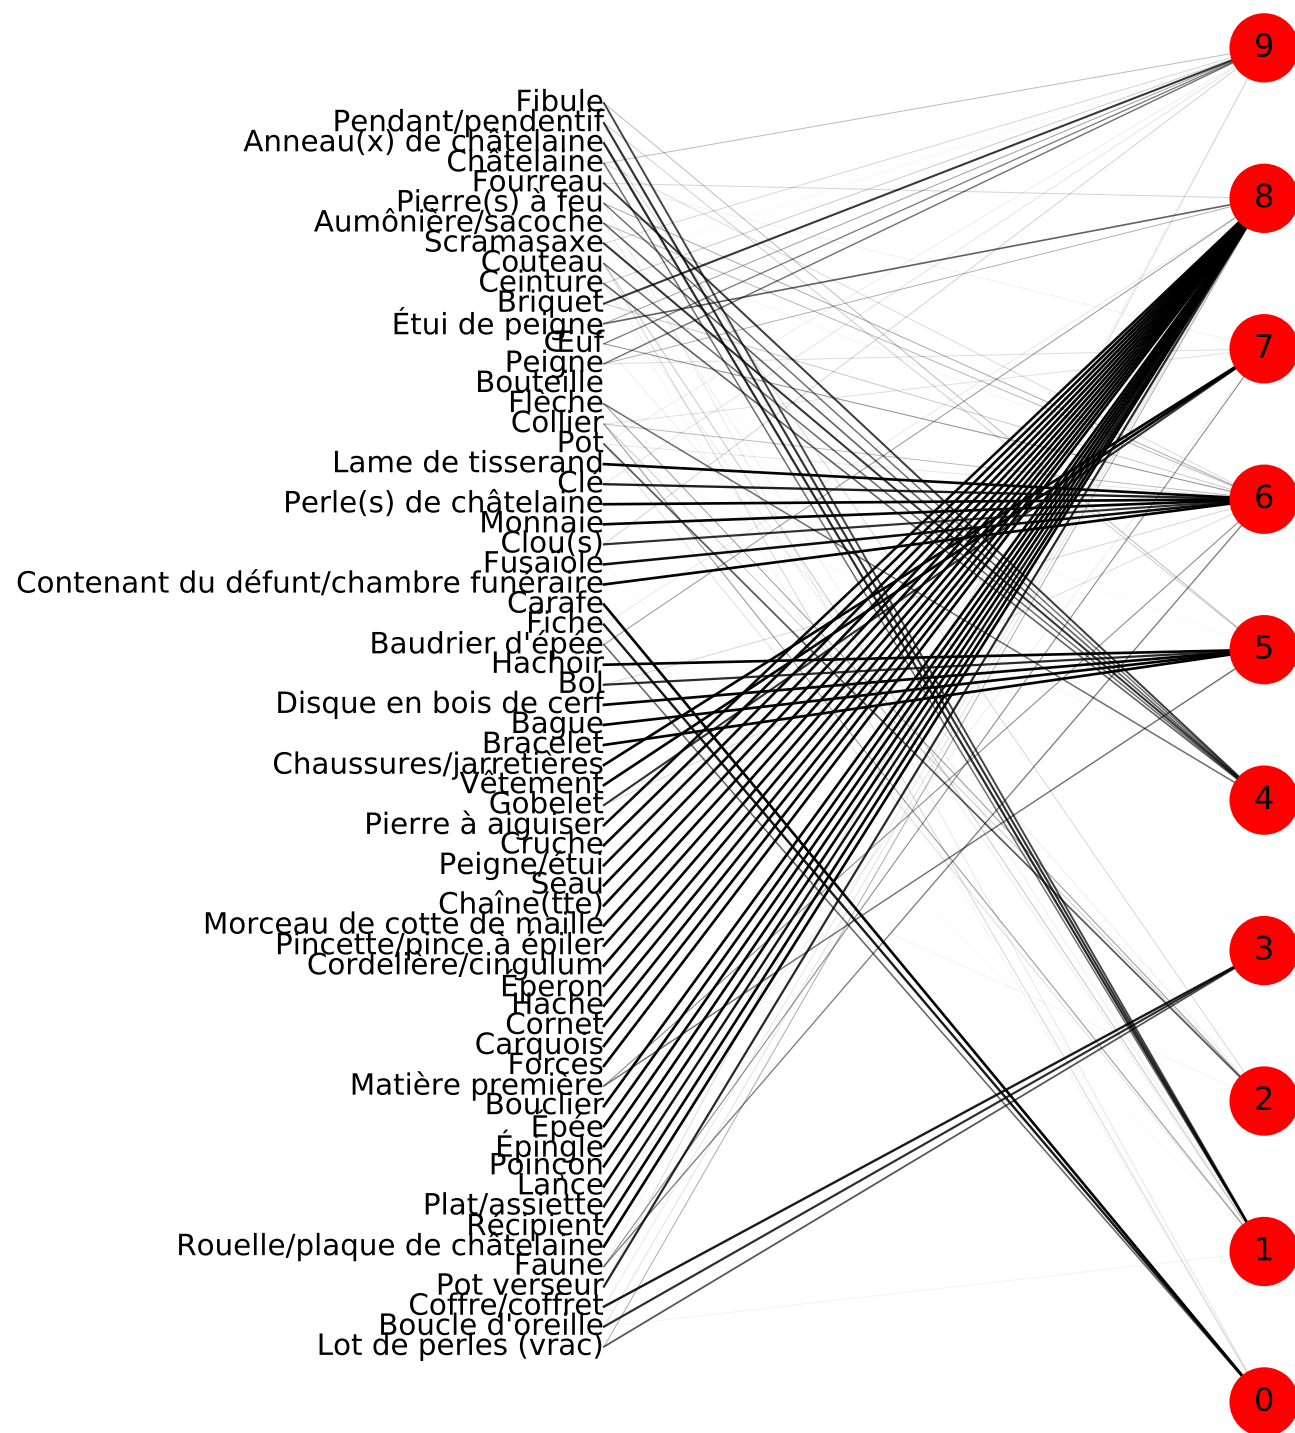 Fibule
Pendant/pendentif
Anneau(x) de châtelaine
Châtelaine
Fourreau
Pierre(s) à feu
Aumônière/sacoche
Scramasaxe
Couteau
Ceinture
Briquet
Étui de peigne
Œuf
Peigne
Bouteille
Flèche
Collier
Pot
Lame de tisserand
Clé
Perle(s) de châtelaine
Monnaie
Clou(s)
Fusaïole
Contenant du défunt/chambre funéraire
Carafe
Fiche
Baudrier d'épée
Hachoir
Bol
Disque en bois de cerf
Bague
Bracelet
Chaussures/jarretières
Vêtement
Gobelet
Pierre à aiguiser
Cruche
Peigne/étui
Seau
Chaîne(tte)
Morceau de cotte de maille
Pincette/pince à épiler
Cordelière/cingulum
Éperon
Hache
Cornet
Carquois
Forces
Matière première
Bouclier
Épée
Épingle
Poinçon
Lance
Plat/assiette
Récipient
Rouelle/plaque de châtelaine
Faune
Pot verseur
Coffre/coffret
Boucle d'oreille
Lot de perles (vrac)
9
8
7
6
5
4
3
2
1
0